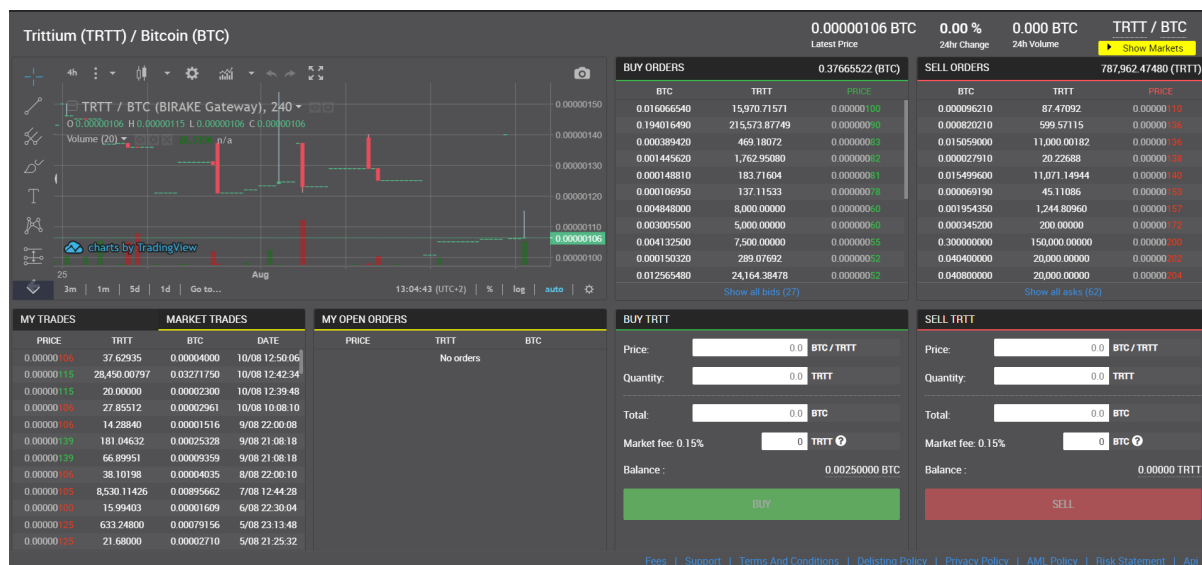 Trittium (TRTT) / Bitcoin (BTC)
0.00000106 BTC 0.00 % 0.000 BTC TRTT / BTC
Latest Price 24hr Change 24h Volume Show Markets
4h
TRTT / BTC (BIRAKE Gateway), 240
O 0.00000106 H 0.00000115 L 0.00000106 C 0.00000106
Volume (20) n/a
0.00000150
0.00000140
0.00000130
0.00000120
0.00000110
0.00000106
0.00000100
charts by TradingView
25 Aug
3m 1m 5d 1d Go to... 13:04:43 (UTC+2) % log auto
BUY ORDERS 0.37665522 (BTC)
BTC TRTT PRICE
0.016066540 15,970.71571 0.00000100
0.194016490 215,573.87749 0.00000090
0.000389420 469.18072 0.00000083
0.001445620 1,762.95080 0.00000082
0.000148810 183.71604 0.00000081
0.000106950 137.11533 0.00000078
0.004848000 8,000.00000 0.00000060
0.003005500 5,000.00000 0.00000060
0.004132500 7,500.00000 0.00000055
0.000150320 289.07692 0.00000052
0.012565480 24,164.38478 0.0000052
Show all bids (27)
SELL ORDERS 787,962.47480 (TRTT)
BTC TRTT PRICE
0.000096210 87.47092 0.00000110
0.000820210 599.57115 0.00000136
0.015059000 11,000.00182 0.00000136
0.000027910 20.22688 0.00000138
0.015499600 11,071.14944 0.00000140
0.000069190 45.11086 0.00000153
0.001954350 1,244.80960 0.00000157
0.000345200 200.00000 0.00000172
0.300000000 150,000.00000 0.00000200
0.040400000 20,000.00000 0.00000202
0.040800000 20,000.00000 0.00000204
Show all asks (62)
MY TRADES MARKET TRADES
PRICE TRTT BTC DATE
0.00000106 37.62935 0.00004000 10/08 12:50:06
0.00000115 28,450.00797 0.03271750 10/08 12:42:34
0.00000115 20.00000 0.00002300 10/08 12:39:48
0.00000106 27.85512 0.00002961 10/08 10:08:10
0.00000106 14.28840 0.00001516 9/08 22:00:08
0.00000139 181.04632 0.00025328 9/08 21:08:18
0.00000139 66.89951 0.00009359 9/08 21:08:18
0.00000106 38.10198 0.00004035 8/08 22:00:10
0.00000105 8,530.11426 0.00895662 7/08 12:44:28
0.00000100 15.99403 0.00001609 6/08 22:30:04
0.00000125 633.24800 0.00079156 5/08 23:13:48
0.00000125 21.68000 0.00002710 5/08 21:25:32
MY OPEN ORDERS
PRICE TRTT BTC
No orders
BUY TRTT
Price: 0.0 BTC / TRTT
Quantity: 0.0 TRTT
Total: 0.0 BTC
Market fee: 0.15% 0 TRTT ?
Balance : 0.00250000 BTC
BUY
SELL TRTT
Price: 0.0 BTC / TRTT
Quantity: 0.0 TRTT
Total: 0.0 BTC
Market fee: 0.15% 0 BTC ?
Balance : 0.00000 TRTT
SELL
Fees | Support | Terms And Conditions | Delisting Policy | Privacy Policy | AML Policy | Risk Statement | Api